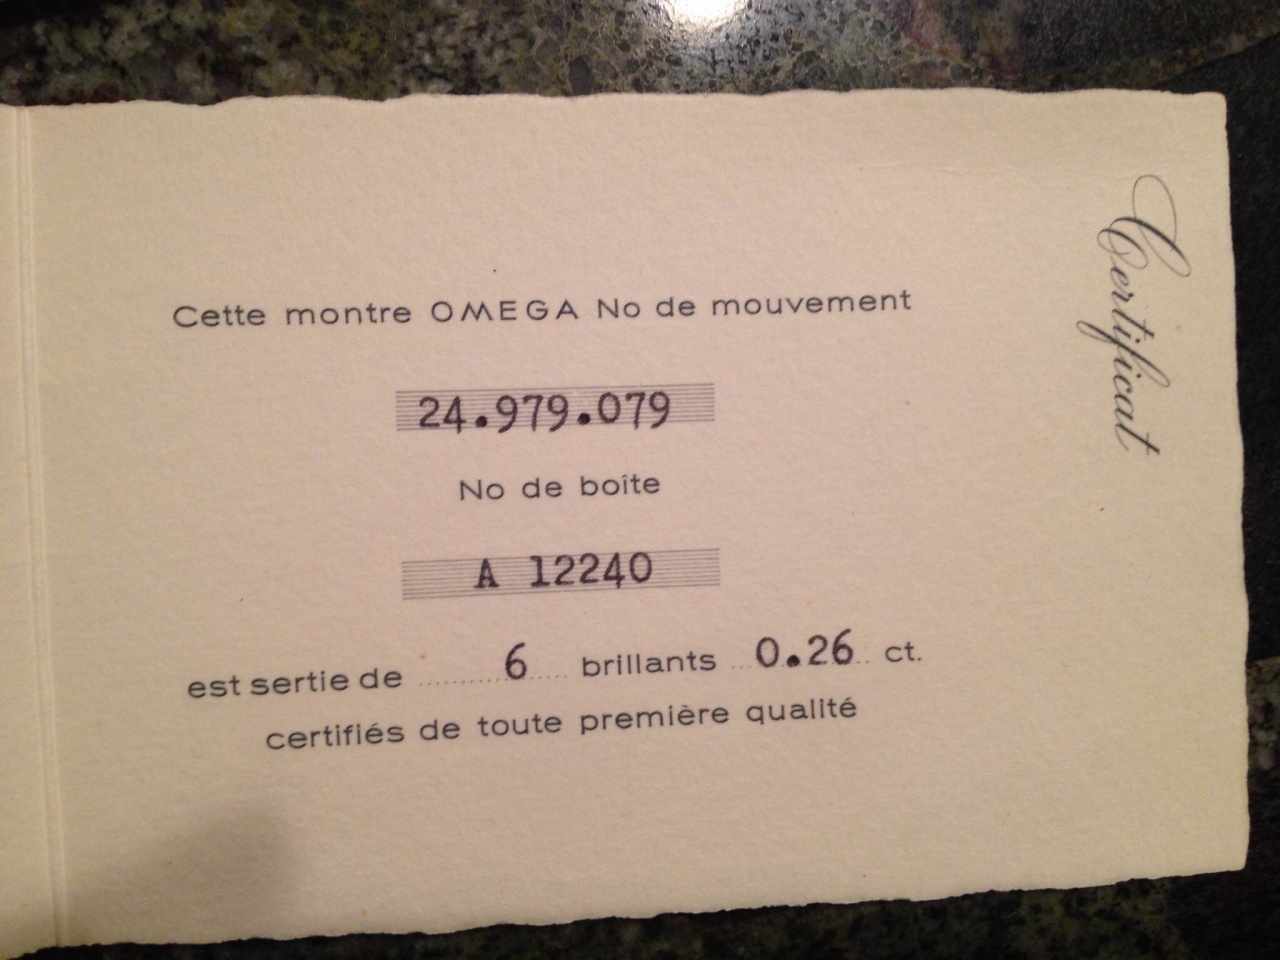 Certificat
Cette montre OMEGA No de mouvement
24.979.079
No de boîte
A 12240
est sertie de 6 brillants 0.26 ct.
certifiés de toute première qualité